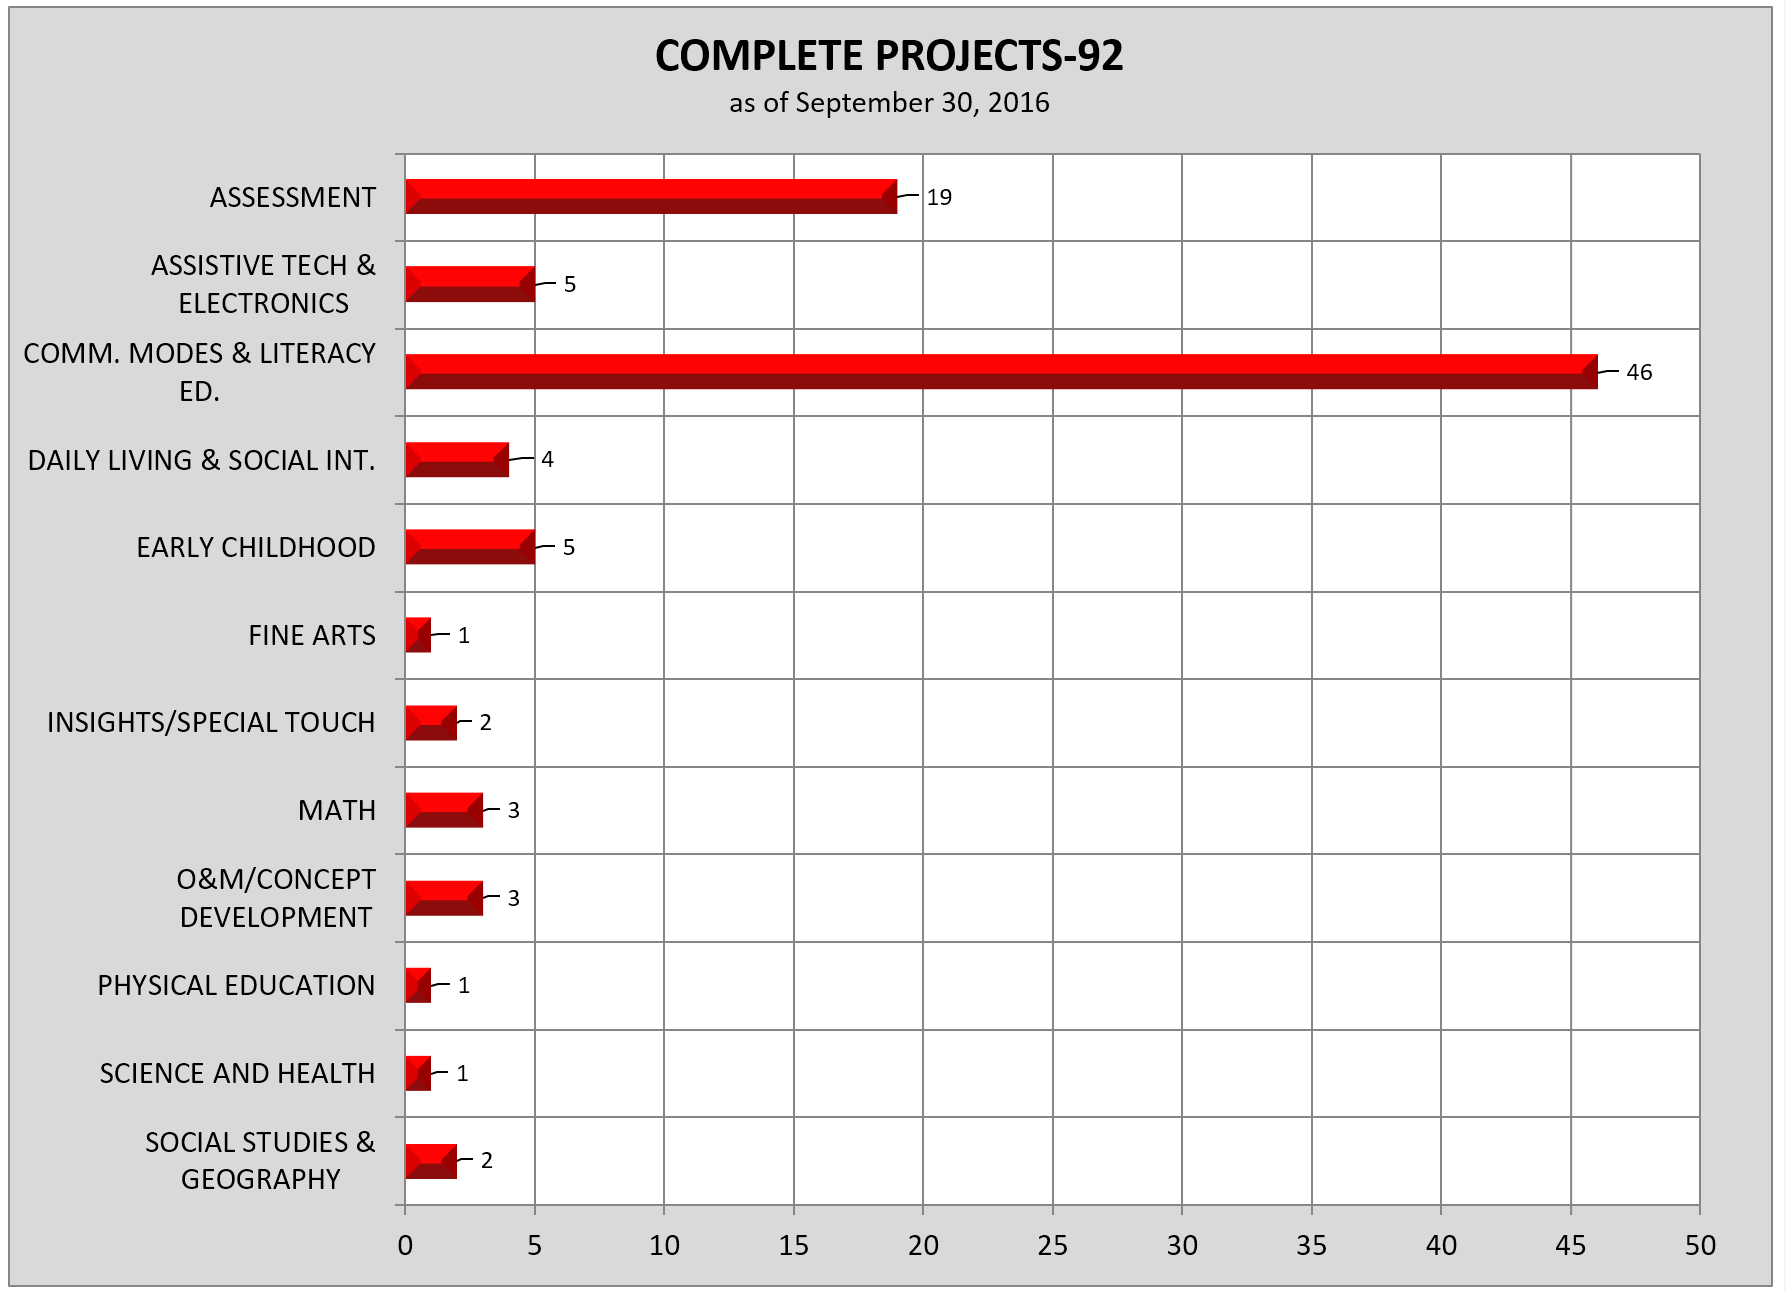 COMPLETE PROJECTS-92
as of September 30, 2016
ASSESSMENT
19
ASSISTIVE TECH &
ELECTRONICS
5
COMM. MODES & LITERACY
ED.
46
DAILY LIVING & SOCIAL INT.
4
EARLY CHILDHOOD
5
FINE ARTS
1
INSIGHTS/SPECIAL TOUCH
2
MATH
3
O&M/CONCEPT
DEVELOPMENT
3
PHYSICAL EDUCATION
1
SCIENCE AND HEALTH
1
SOCIAL STUDIES &
GEOGRAPHY
2
0 5 10 15 20 25 30 35 40 45 50